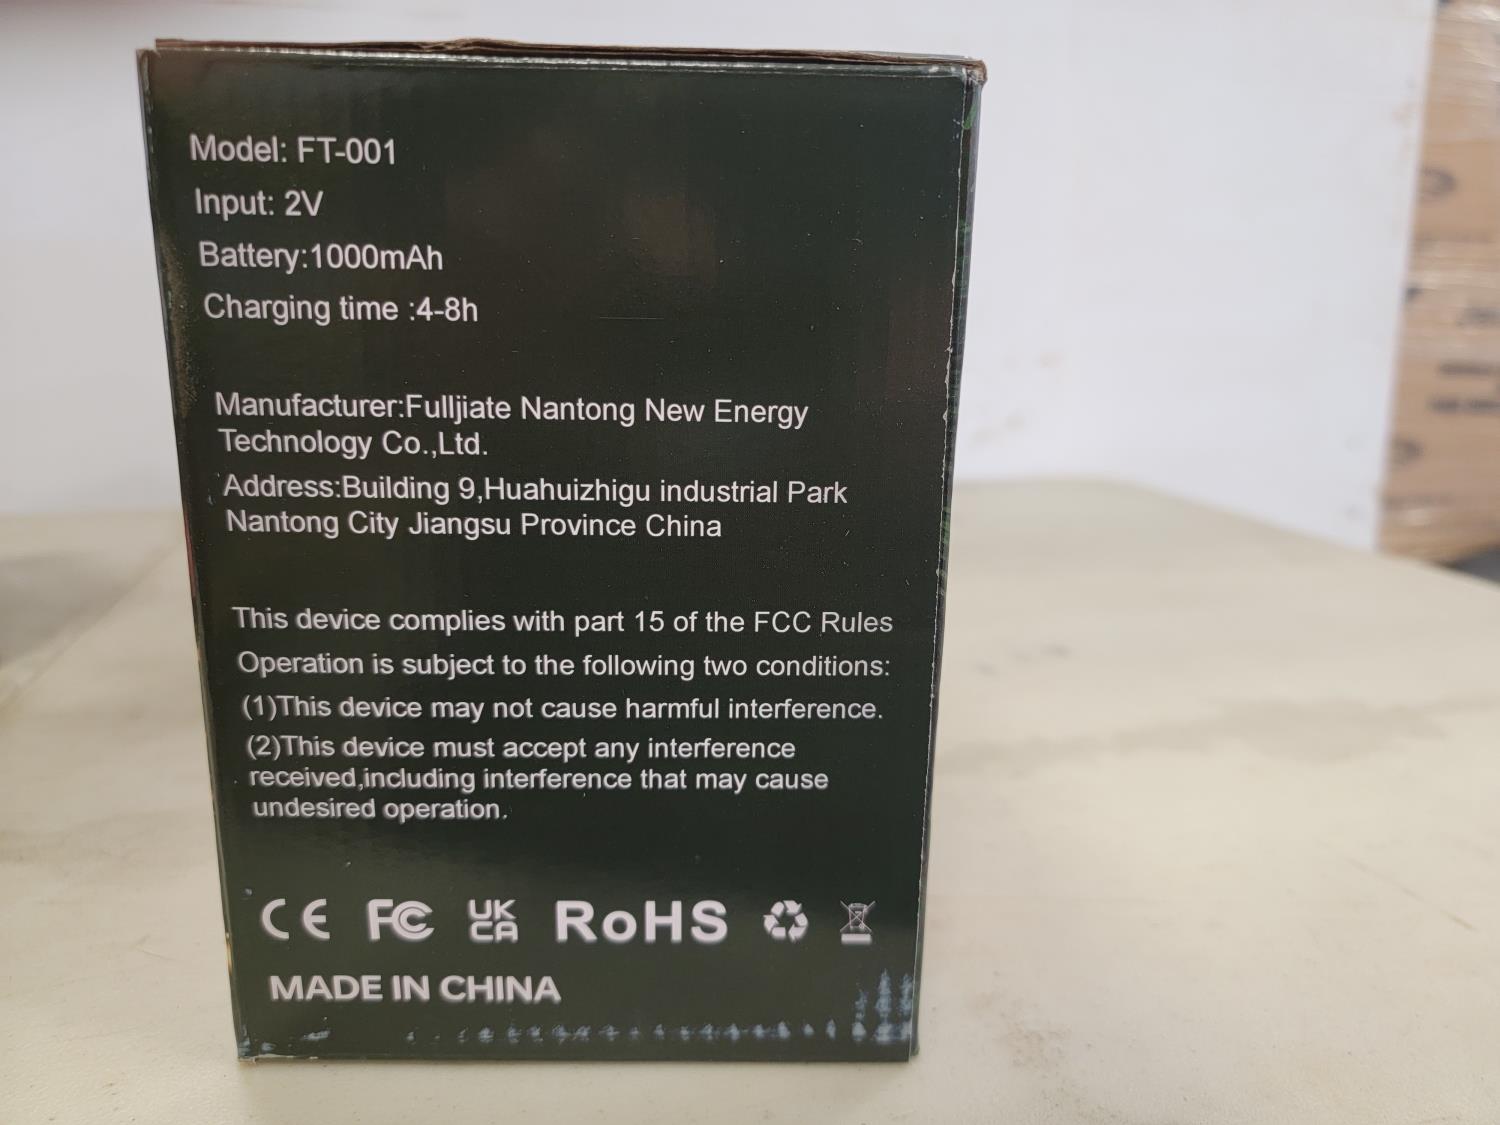 Model: FT-001
Input: 2V
Battery:1000mAh
Charging time :4-8h
Manufacturer:Fulljiate Nantong New Energy
Technology Co.,Ltd.
Address:Building 9,Huahuizhigu industrial Park
Nantong City Jiangsu Province China
This device complies with part 15 of the FCC Rules
Operation is subject to the following two conditions:
(1)This device may not cause harmful interference.
(2)This device must accept any interference
received,including interference that may cause
undesired operation.
CE FC UK CA RoHS
MADE IN CHINA